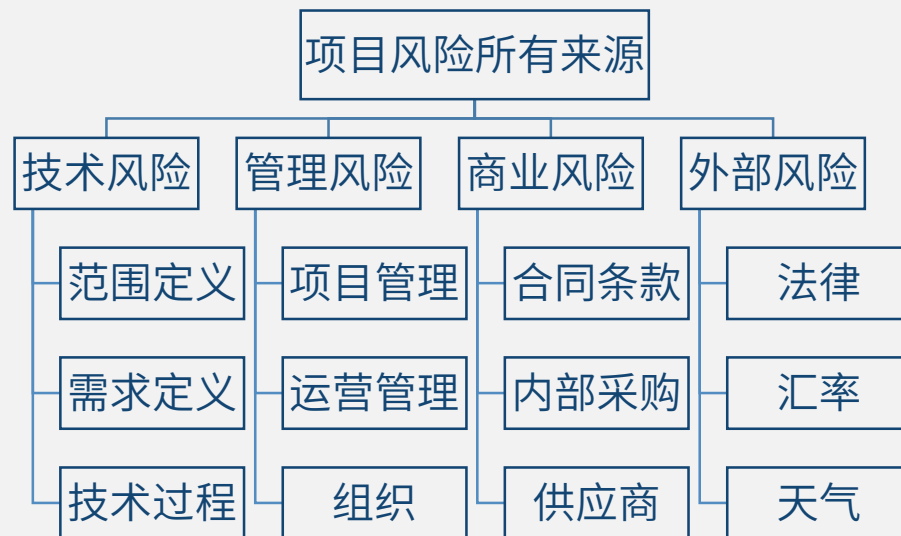 项目风险所有来源
技术风险
管理风险
商业风险
外部风险
范围定义
项目管理
合同条款
法律
需求定义
运营管理
内部采购
汇率
技术过程
组织
供应商
天气